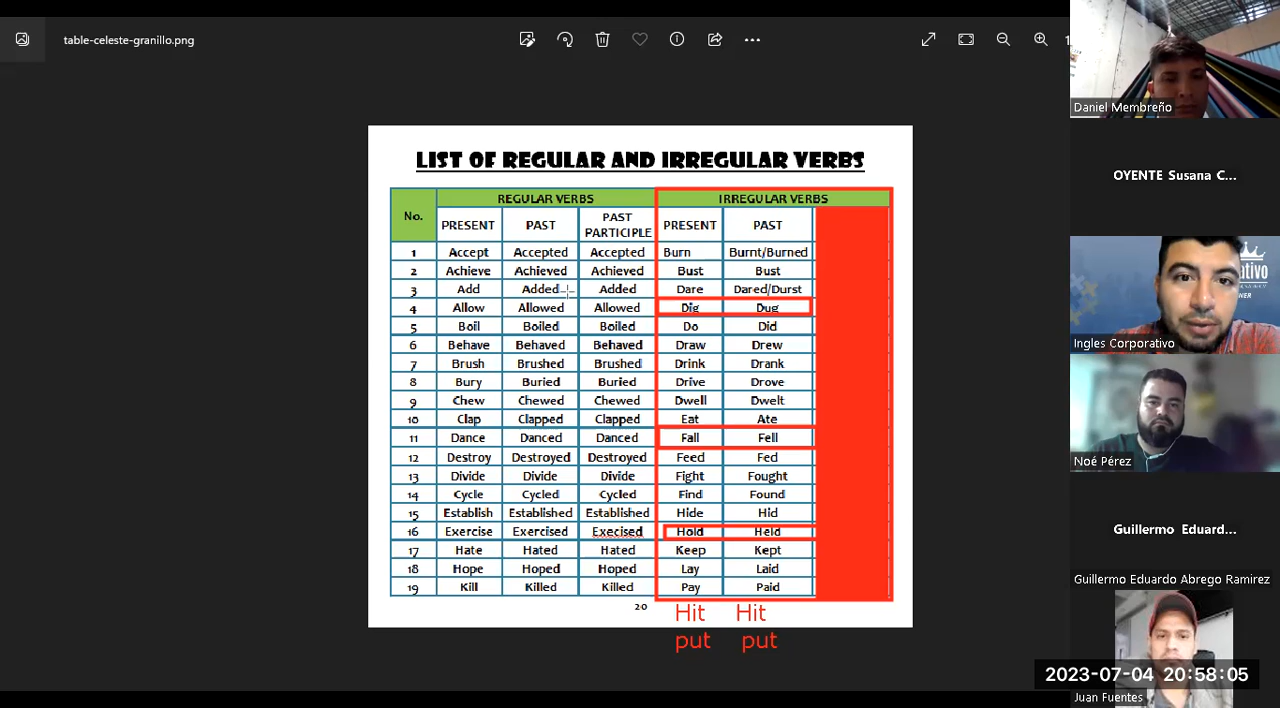 table-celeste-granillo.png
LIST OF REGULAR AND IRREGULAR VERBS
No. REGULAR VERBS IRREGULAR VERBS
PRESENT PAST PAST PARTICIPLE PRESENT PAST
1 Accept Accepted Accepted Burn Burnt/Burned
2 Achieve Achieved Achieved Bust Bust
3 Add Added Added Dare Dared/Durst
4 Allow Allowed Allowed Dig Dug
5 Boil Boiled Boiled Do Did
6 Behave Behaved Behaved Draw Drew
7 Brush Brushed Brushed Drink Drank
8 Bury Buried Buried Drive Drove
9 Chew Chewed Chewed Dwell Dwelt
10 Clap Clapped Clapped Eat Ate
11 Dance Danced Danced Fall Fell
12 Destroy Destroyed Destroyed Feed Fed
13 Divide Divide Divide Fight Fought
14 Cycle Cycled Cycled Find Found
15 Establish Established Established Hide Hid
16 Exercise Exercised Execised Hold Held
17 Hate Hated Hated Keep Kept
18 Hope Hoped Hoped Lay Laid
19 Kill Killed Killed Pay Paid
20
Hit Hit
put put
Daniel Membreño
OYENTE Susana C...
Ingles Corporativo
Noé Pérez
Guillermo Eduard...
Guillermo Eduardo Abrego Ramirez
2023-07-04 20:58:05
Juan Fuentes